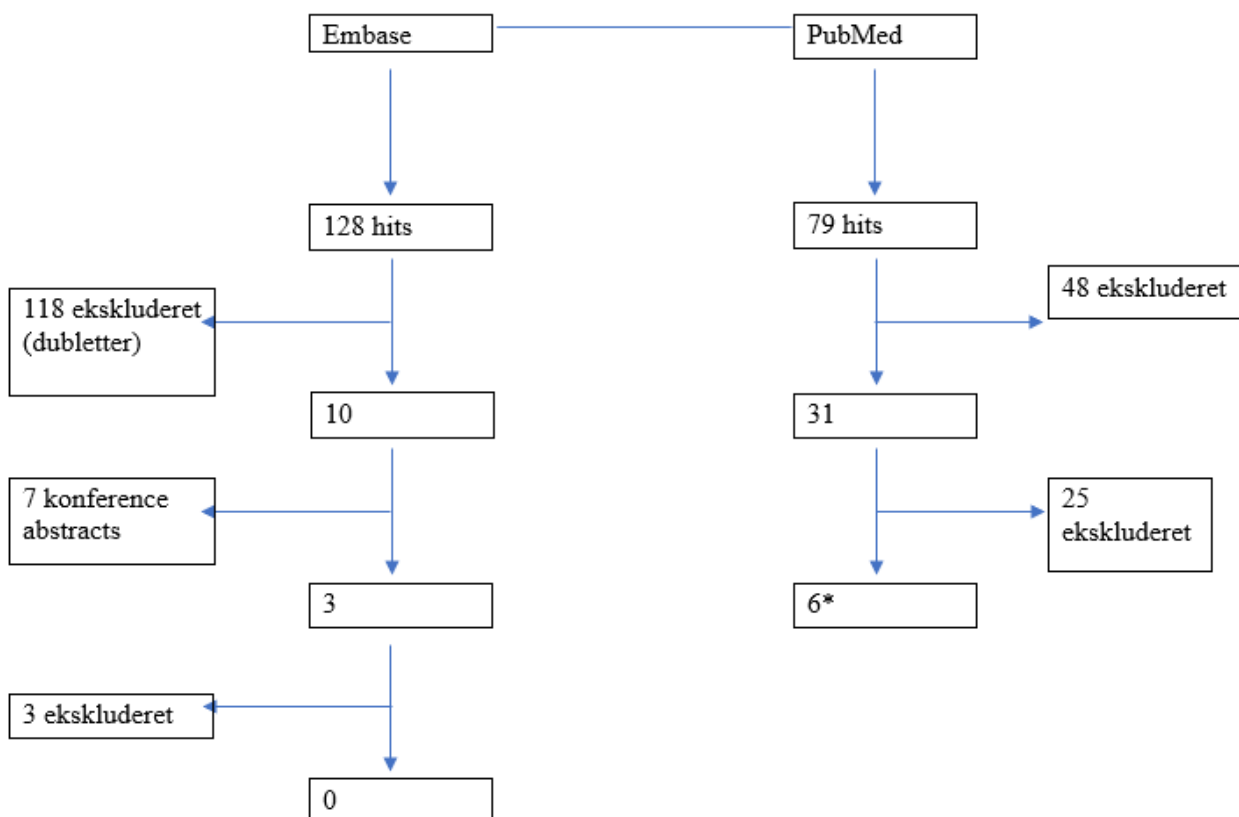 Embase
PubMed
128 hits
79 hits
118 ekskluderet
(dubletter)
48 ekskluderet
10
31
7 konference
abstracts
25
ekskluderet
3
6*
3 ekskluderet
0